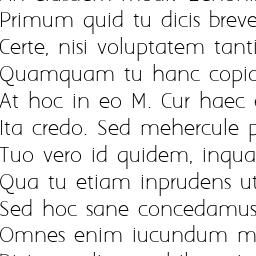 Primum quid tu dicis breve
Certe, nisi voluptatem tanti
Quamquam tu hanc copio
At hoc in eo M. Cur haec
Ita credo. Sed mehercule p
Tuo vero id quidem, inqua
Qua tu etiam inprudens ut
Sed hoc sane concedamus
Omnes enim iucundum m